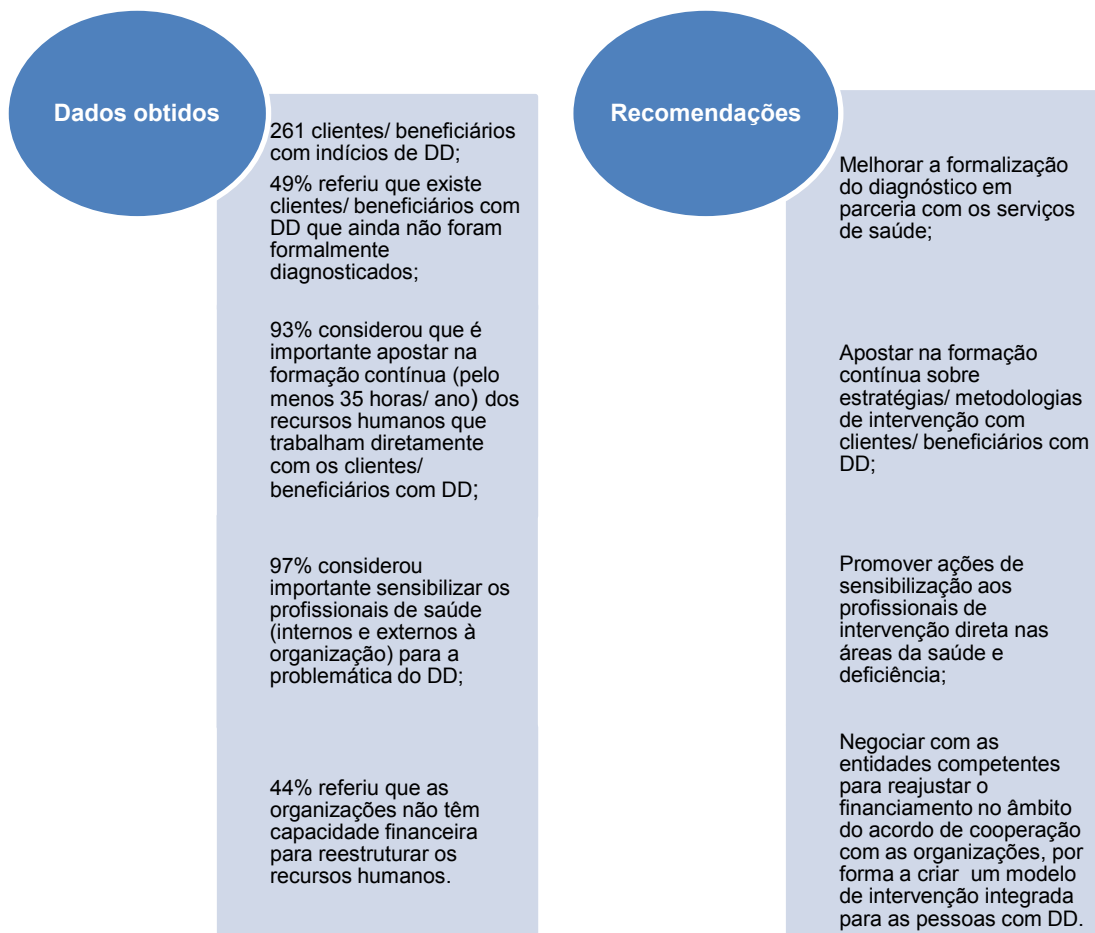 Dados obtidos
261 clientes/ beneficiários
com indícios de DD;
49% referiu que existe
clientes/ beneficiários com
DD que ainda não foram
formalmente
diagnosticados;
93% considerou que é
importante apostar na
formação contínua (pelo
menos 35 horas/ ano) dos
recursos humanos que
trabalham diretamente
com os clientes/
beneficiários com DD;
97% considerou
importante sensibilizar os
profissionais de saúde
(internos e externos à
organização) para a
problemática do DD;
44% referiu que as
organizações não têm
capacidade financeira
para reestruturar os
recursos humanos.
Recomendações
Melhorar a formalização
do diagnóstico em
parceria com os serviços
de saúde;
Apostar na formação
contínua sobre
estratégias/ metodologias
de intervenção com
clientes/ beneficiários com
DD;
Promover ações de
sensibilização aos
profissionais de
intervenção direta nas
áreas da saúde e
deficiência;
Negociar com as
entidades competentes
para reajustar o
financiamento no âmbito
do acordo de cooperação
com as organizações, por
forma a criar um modelo
de intervenção integrada
para as pessoas com DD.